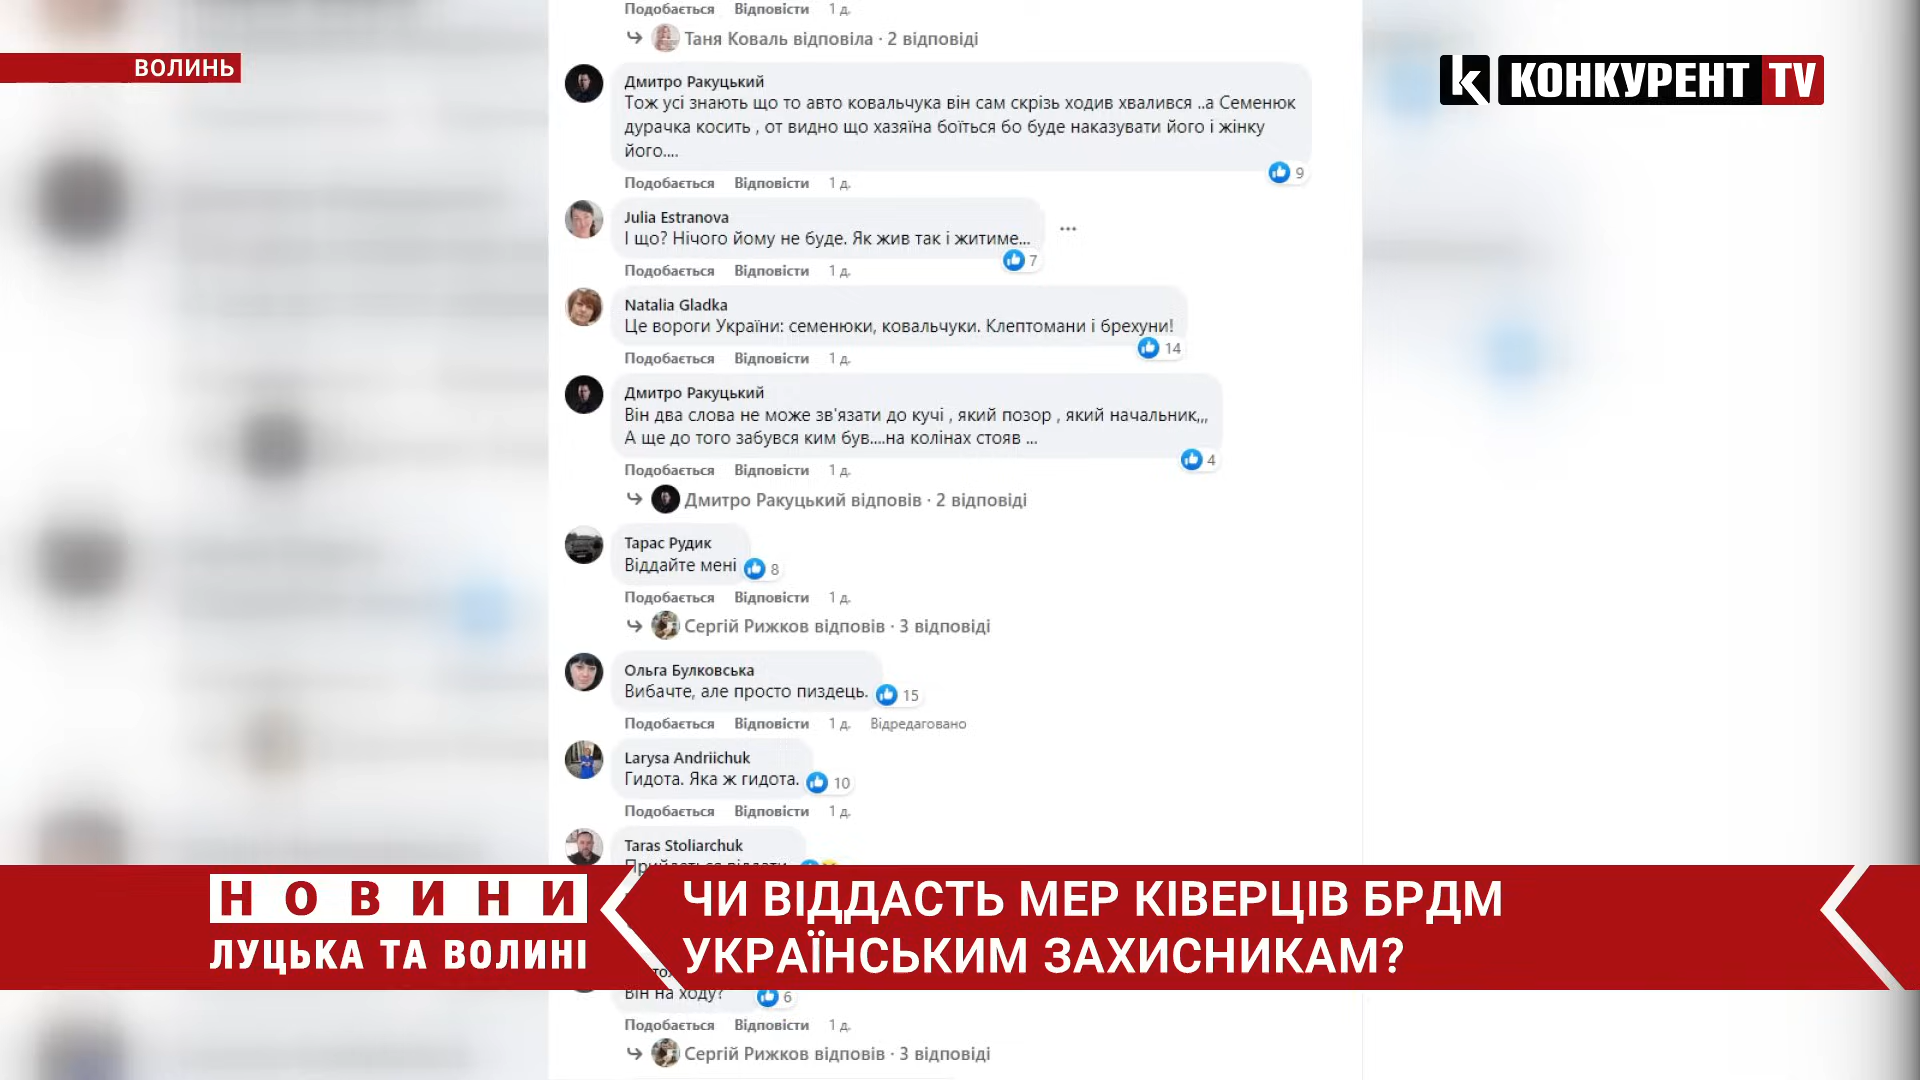 Подобається Відповісти 1 д.
Таня Коваль відповіла · 2 відповіді
ВОЛИНЬ
КОНКУРЕНТ TV
Дмитро Ракуцький
Тож усі знають що то авто ковальчука він сам скрізь ходив хвалився ..а Семенюк
дурачка косить , от видно що хазяїна боїться бо буде наказувати його і жінку
його....
9
Подобається Відповісти 1 д.
Julia Estranova
І що? Нічого йому не буде. Як жив так і житиме...
7
Подобається Відповісти 1 д.
Natalia Gladka
Це вороги України: семенюки, ковальчуки. Клептомани і брехуни!
14
Подобається Відповісти 1 д.
Дмитро Ракуцький
Він два слова не може зв'язати до кучі , який позор , який начальник,,,
А ще до того забувся ким був....на колінах стояв ...
4
Подобається Відповісти 1 д.
Дмитро Ракуцький відповів · 2 відповіді
Тарас Рудик
Віддайте мені 8
Подобається Відповісти 1 д.
Сергій Рижков відповів · 3 відповіді
Ольга Булковська
Вибачте, але просто пиздець. 15
Подобається Відповісти 1 д. Відредаговано
Larysa Andriichuk
Гидота. Яка ж гидота. 10
Подобається Відповісти 1 д.
Taras Stoliarchuk
НОВИНИ
ЛУЦЬКА ТА ВОЛИНІ
ЧИ ВІДДАСТЬ МЕР КІВЕРЦІВ БРДМ
УКРАЇНСЬКИМ ЗАХИСНИКАМ?
Він на ходу? 6
Подобається Відповісти 1 д.
Сергій Рижков відповів · 3 відповіді